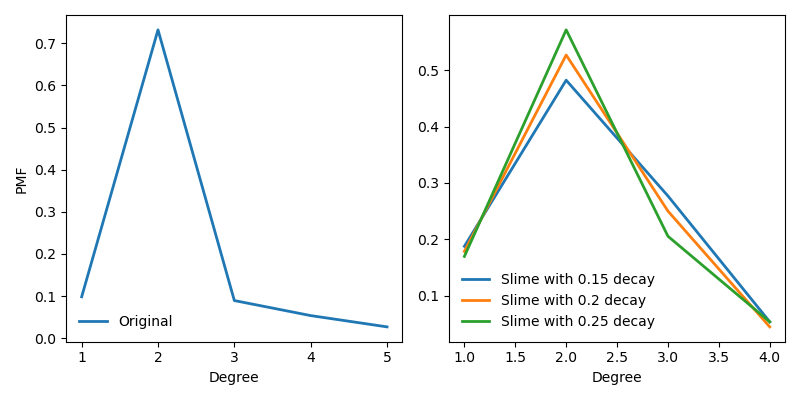 0.7
0.6
0.5
0.4
0.3
0.2
0.1
0.0
PMF
1 2 3 4 5
Degree
Original
0.5
0.4
0.3
0.2
0.1
1.0 1.5 2.0 2.5 3.0 3.5 4.0
Degree
Slime with 0.15 decay
Slime with 0.2 decay
Slime with 0.25 decay